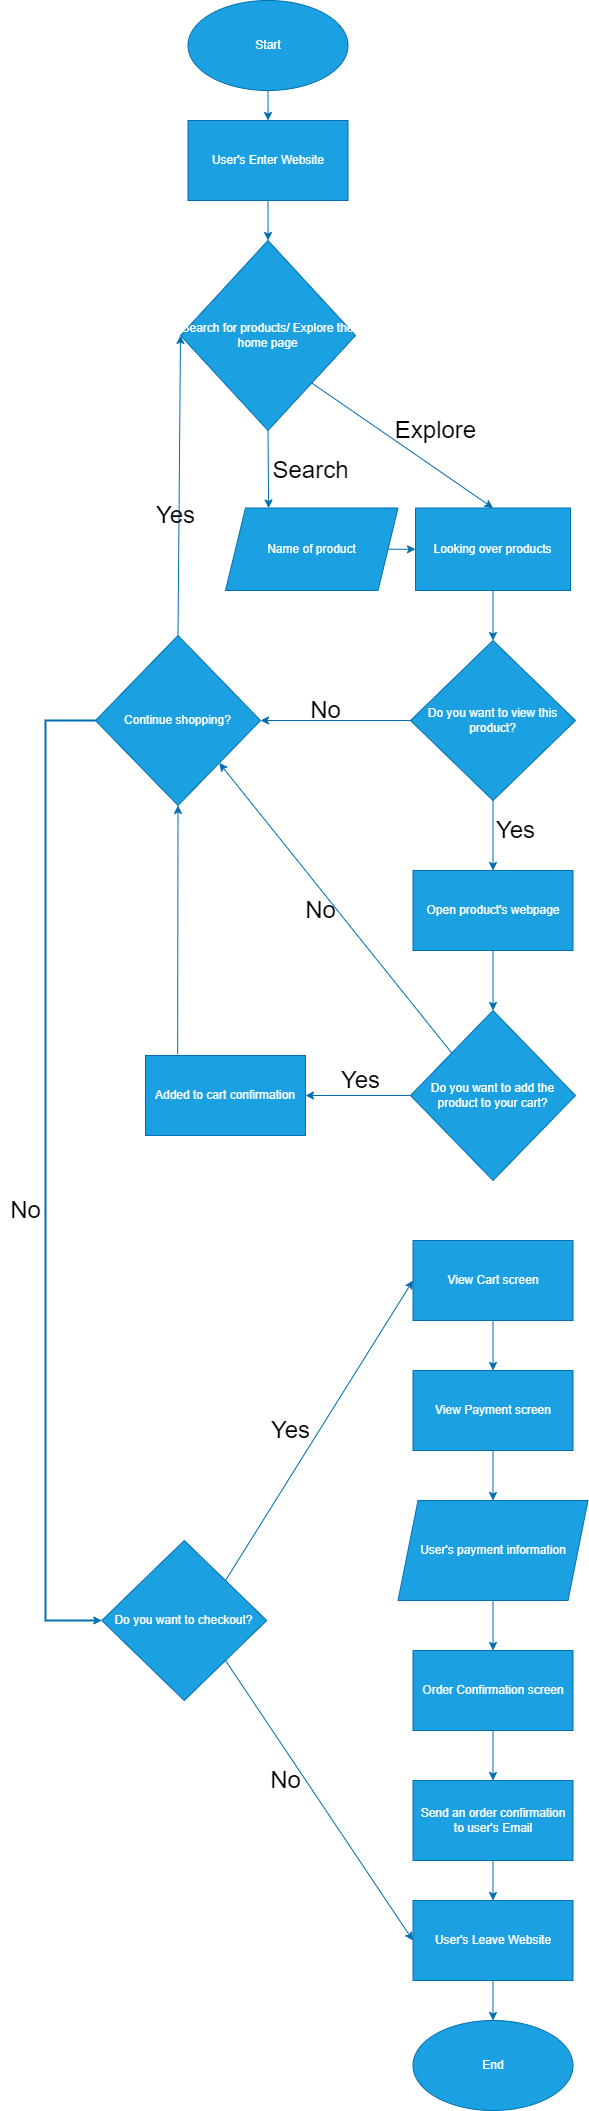 Start
User's Enter Website
Search for products/ Explore the
home page
Explore
Search
Yes
Name of product
Looking over products
Continue shopping?
No
Do you want to view this
product?
Yes
Open product's webpage
No
Yes
Do you want to add the
product to your cart?
Added to cart confirmation
No
View Cart screen
View Payment screen
Yes
User's payment information
Do you want to checkout?
Order Confirmation screen
No
Send an order confirmation
to user's Email
User's Leave Website
End